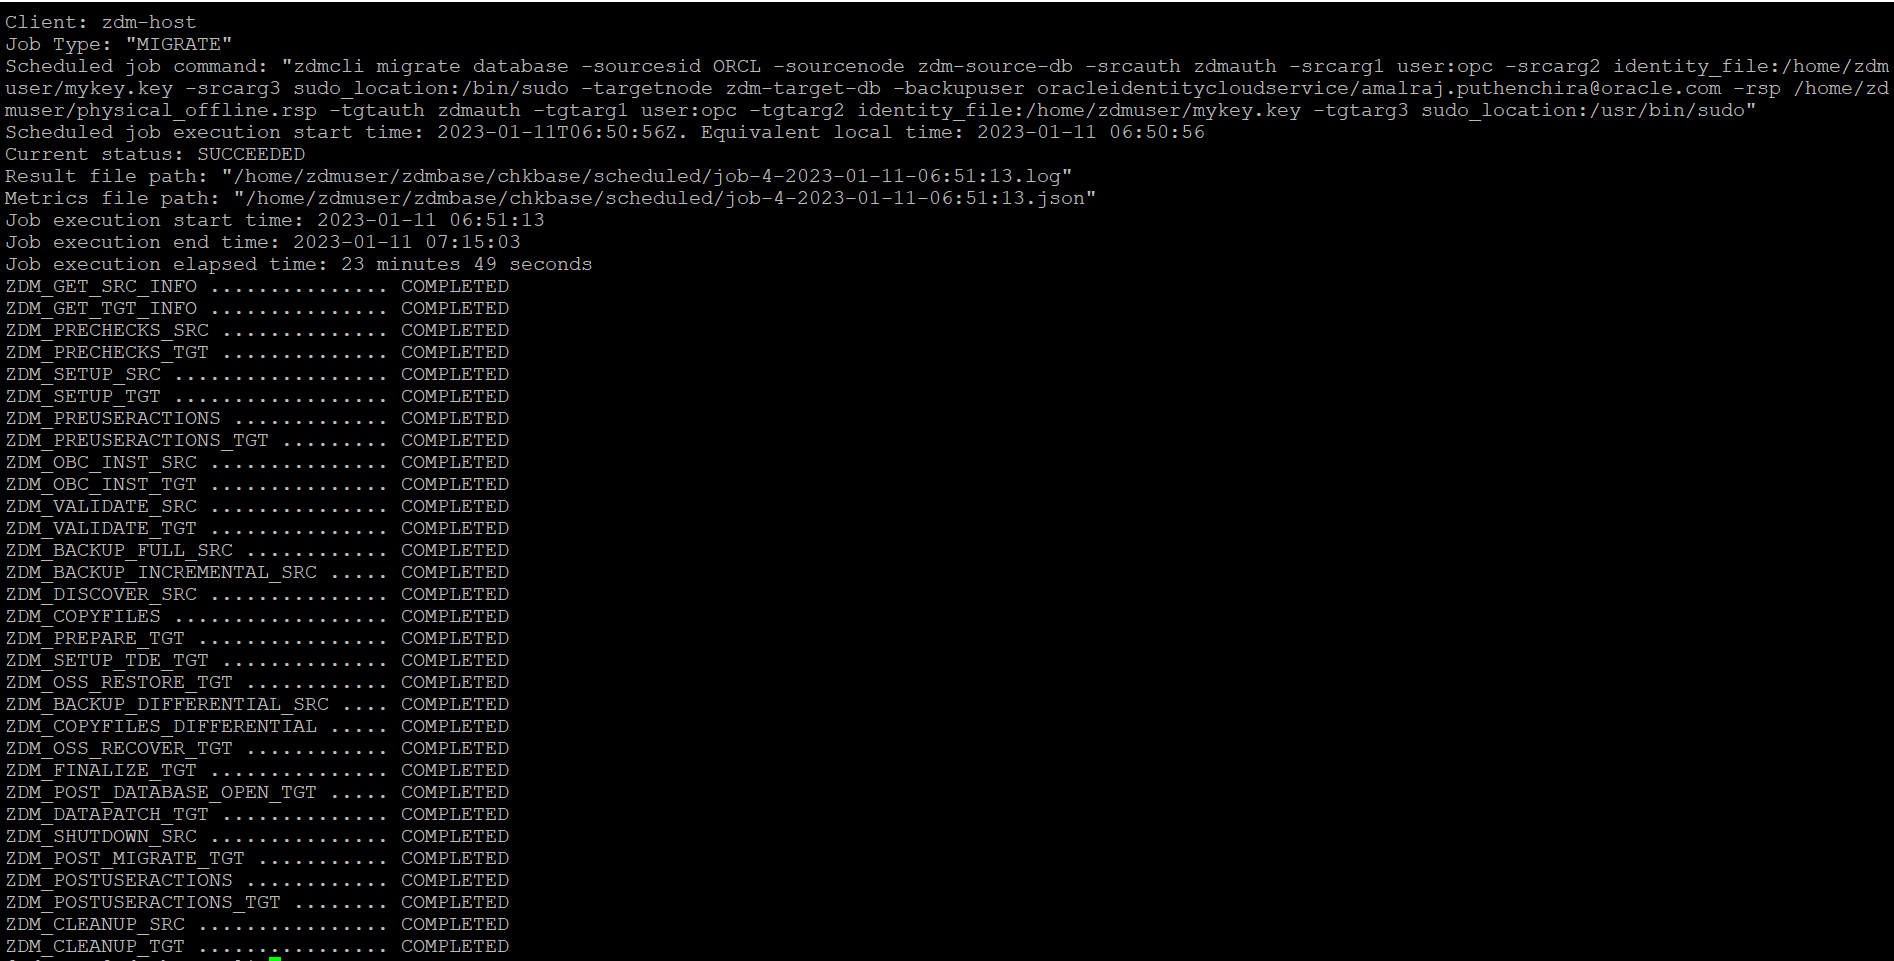 Client: zdm-host
Job Type: "MIGRATE"
Scheduled job command: "zdmcli migrate database -sourcesid ORCL -sourcenode zdm-source-db -srcauth zdmauth -srcarg1 user:opc -srcarg2 identity_file:/home/zdm
user/mykey.key -srcarg3 sudo_location:/bin/sudo -targetnode zdm-target-db -backupuser oracleidentitycloudservice/amalraj.puthenchira@oracle.com -rsp /home/zd
muser/physical_offline.rsp -tgtauth zdmauth -tgtarg1 user:opc -tgtarg2 identity_file:/home/zdmuser/mykey.key -tgtarg3 sudo_location:/usr/bin/sudo"
Scheduled job execution start time: 2023-01-11T06:50:56Z. Equivalent local time: 2023-01-11 06:50:56
Current status: SUCCEEDED
Result file path: "/home/zdmuser/zdmbase/chkbase/scheduled/job-4-2023-01-11-06:51:13.log"
Metrics file path: "/home/zdmuser/zdmbase/chkbase/scheduled/job-4-2023-01-11-06:51:13.json"
Job execution start time: 2023-01-11 06:51:13
Job execution end time: 2023-01-11 07:15:03
Job execution elapsed time: 23 minutes 49 seconds
ZDM_GET_SRC_INFO ............... COMPLETED
ZDM_GET_TGT_INFO ............... COMPLETED
ZDM_PRECHECKS_SRC .............. COMPLETED
ZDM_PRECHECKS_TGT .............. COMPLETED
ZDM_SETUP_SRC .................. COMPLETED
ZDM_SETUP_TGT .................. COMPLETED
ZDM_PREUSERACTIONS ............. COMPLETED
ZDM_PREUSERACTIONS_TGT ......... COMPLETED
ZDM_OBC_INST_SRC ............... COMPLETED
ZDM_OBC_INST_TGT ............... COMPLETED
ZDM_VALIDATE_SRC ............... COMPLETED
ZDM_VALIDATE_TGT ............... COMPLETED
ZDM_BACKUP_FULL_SRC ............ COMPLETED
ZDM_BACKUP_INCREMENTAL_SRC ..... COMPLETED
ZDM_DISCOVER_SRC ............... COMPLETED
ZDM_COPYFILES .................. COMPLETED
ZDM_PREPARE_TGT ................ COMPLETED
ZDM_SETUP_TDE_TGT .............. COMPLETED
ZDM_OSS_RESTORE_TGT ............ COMPLETED
ZDM_BACKUP_DIFFERENTIAL_SRC .... COMPLETED
ZDM_COPYFILES_DIFFERENTIAL ..... COMPLETED
ZDM_OSS_RECOVER_TGT ............ COMPLETED
ZDM_FINALIZE_TGT ............... COMPLETED
ZDM_POST_DATABASE_OPEN_TGT ..... COMPLETED
ZDM_DATAPATCH_TGT .............. COMPLETED
ZDM_SHUTDOWN_SRC ............... COMPLETED
ZDM_POST_MIGRATE_TGT ........... COMPLETED
ZDM_POSTUSERACTIONS ............ COMPLETED
ZDM_POSTUSERACTIONS_TGT ........ COMPLETED
ZDM_CLEANUP_SRC ................ COMPLETED
ZDM_CLEANUP_TGT ................ COMPLETED